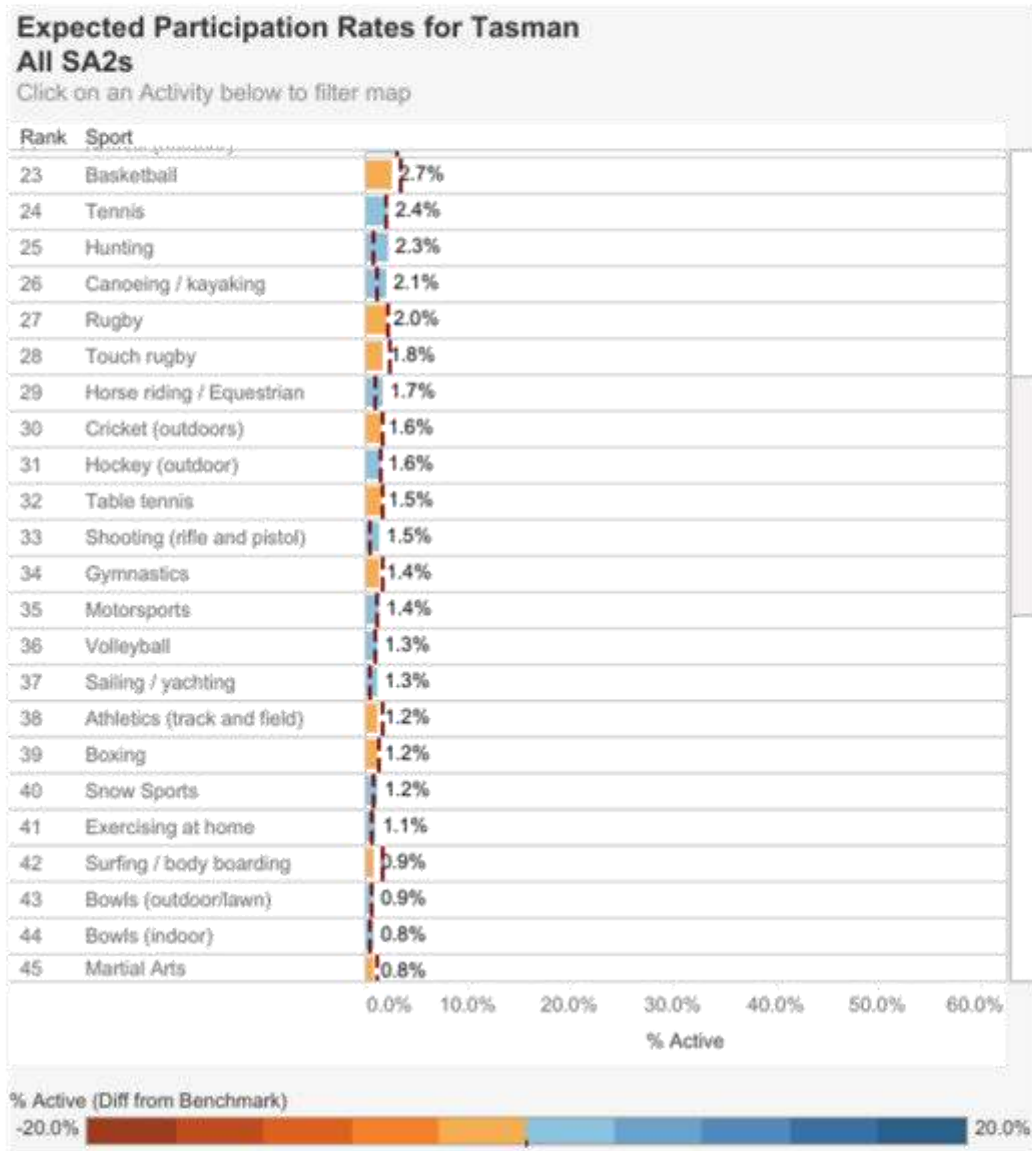 Expected Participation Rates for Tasman
All SA2s
Click on an Activity below to filter map
Rank Sport
23 Basketball 2.7%
24 Tennis 2.4%
25 Hunting 2.3%
26 Canoeing / kayaking 2.1%
27 Rugby 2.0%
28 Touch rugby 1.8%
29 Horse riding / Equestrian 1.7%
30 Cricket (outdoors) 1.6%
31 Hockey (outdoor) 1.6%
32 Table tennis 1.5%
33 Shooting (rifle and pistol) 1.5%
34 Gymnastics 1.4%
35 Motorsports 1.4%
36 Volleyball 1.3%
37 Sailing / yachting 1.3%
38 Athletics (track and field) 1.2%
39 Boxing 1.2%
40 Snow Sports 1.2%
41 Exercising at home 1.1%
42 Surfing / body boarding 0.9%
43 Bowls (outdoor/lawn) 0.9%
44 Bowls (indoor) 0.8%
45 Martial Arts 0.8%
0.0% 10.0% 20.0% 30.0% 40.0% 50.0% 60.0%
% Active
% Active (Diff from Benchmark)
-20.0% 20.0%